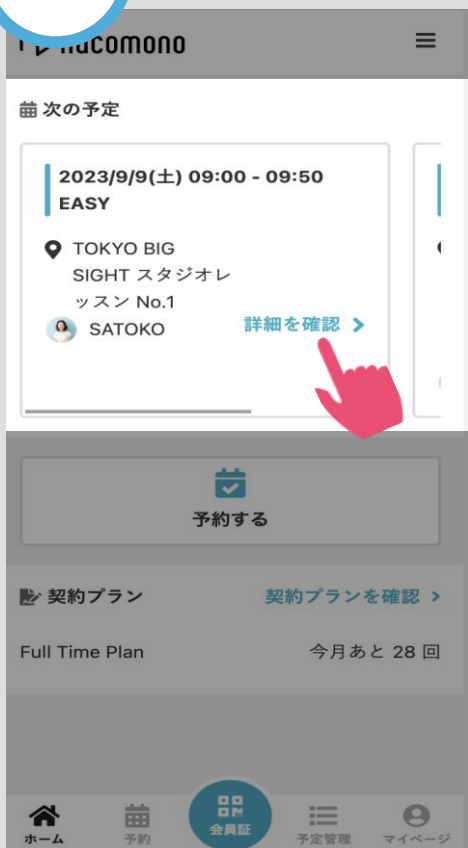 hacomono
次の予定
2023/9/9(土) 09:00 - 09:50
EASY
TOKYO BIG
SIGHT スタジオレ
ッスン No.1
SATOKO
詳細を確認
予約する
契約プラン
契約プランを確認
Full Time Plan
今月あと 28 回
ホーム
予約
会員証
予定管理
マイページ